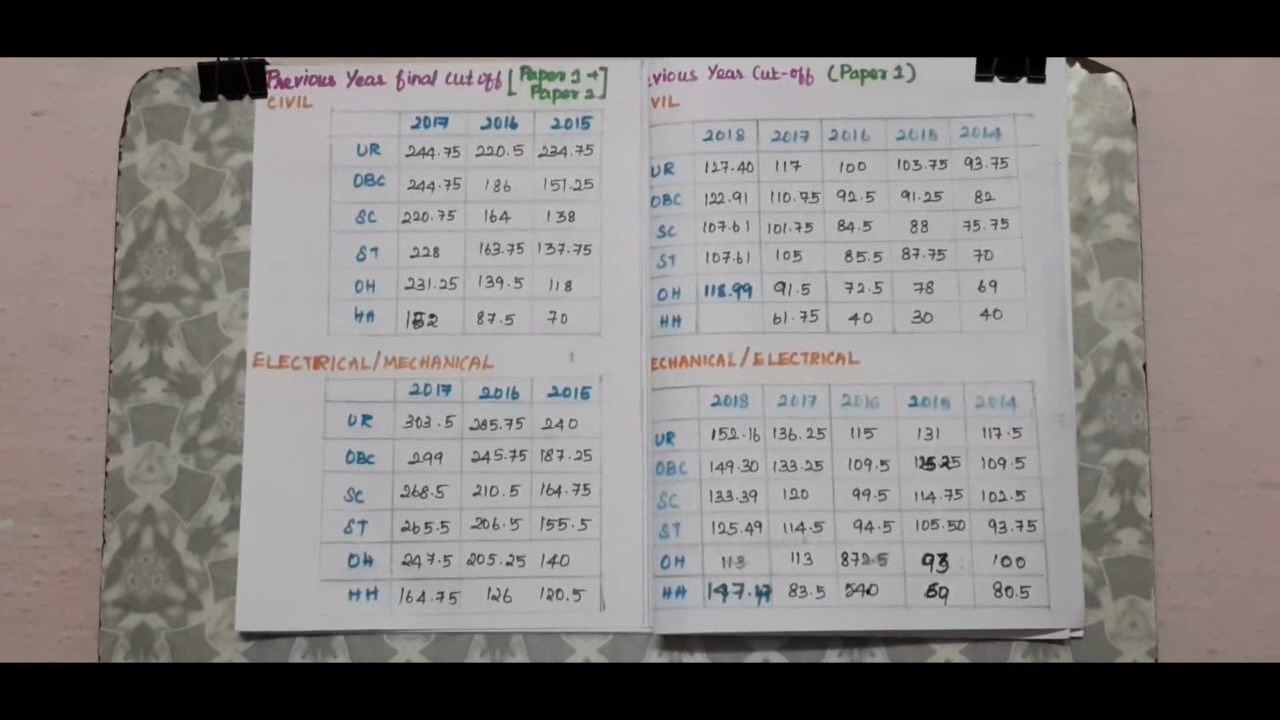 Previous Year final cut off [Paper 1 +
Paper 2]
CIVIL
2017 2016 2015
UR 244.75 220.5 234.75
OBC 244.75 186 151.25
SC 220.75 164 138
ST 228 163.75 137.75
OH 231.25 139.5 118
HH 152 87.5 70
ELECTRICAL/MECHANICAL
2017 2016 2015
UR 303.5 285.75 240
OBC 299 245.75 187.25
SC 268.5 210.5 164.75
ST 265.5 206.5 155.5
OH 247.5 205.25 140
HH 164.75 126 120.5
vious Year Cut-off (Paper 1)
VIL
2018 2017 2016 2015 2014
UR 127.40 117 100 103.75 93.75
OBC 122.91 110.75 92.5 91.25 82
SC 107.61 101.75 84.5 88 75.75
ST 107.61 105 85.5 87.75 70
OH 118.99 91.5 72.5 78 69
HH 61.75 40 30 40
ECHANICAL/ELECTRICAL
2018 2017 2016 2015 2014
UR 152.16 136.25 115 131 117.5
OBC 149.30 133.25 109.5 109.5
SC 133.39 120 99.5 114.75 102.5
ST 125.49 114.5 94.5 105.50 93.75
OH 113 113 93 100
HH 147.17 83.5 80.5